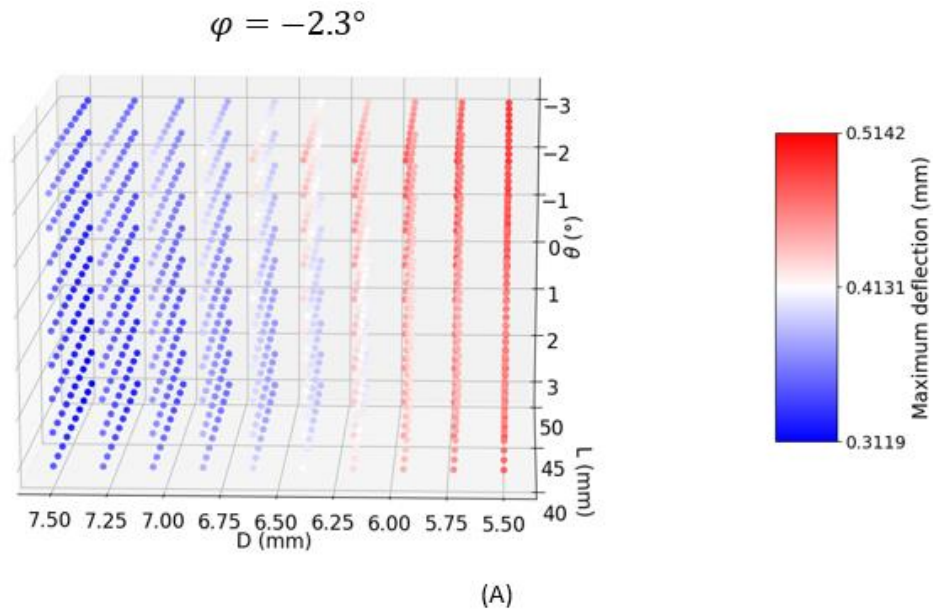 φ = −2.3°
−3
−2
−1
0
1
2
3
θ (°)
50
45
40
L (mm)
7.50 7.25 7.00 6.75 6.50 6.25 6.00 5.75 5.50
D (mm)
0.5142
0.4131
0.3119
Maximum deflection (mm)
(A)